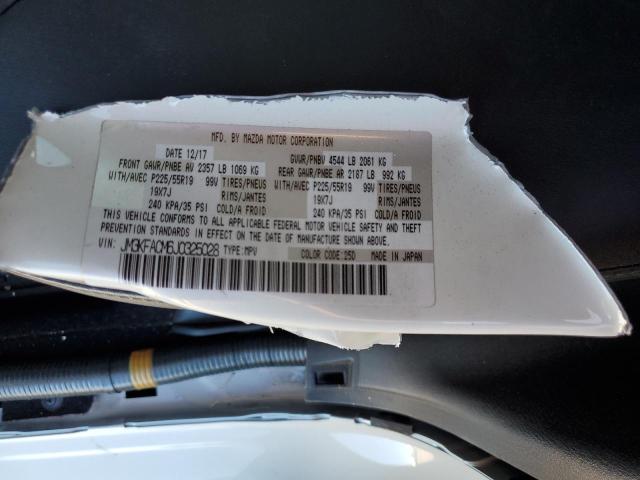 MFD. BY MAZDA MOTOR CORPORATION
DATE 12/17 GVWR/PNBV 4544 LB 2061 KG
FRONT GAWR/PNBE AV 2357 LB 1069 KG REAR GAWR/PNBE AR 2187 LB 992 KG
WITH/AVEC P225/55R19 99V TIRES/PNEUS WITH/AVEC P225/55R19 99V TIRES/PNEUS
19X7J RIMS/JANTES 19X7J RIMS/JANTES
240 KPA/35 PSI COLD/A FROID 240 KPA/35 PSI COLD/A FROID
THIS VEHICLE CONFORMS TO ALL APPLICABLE FEDERAL MOTOR VEHICLE SAFETY AND THEFT
PREVENTION STANDARDS IN EFFECT ON THE DATE OF MANUFACTURE SHOWN ABOVE.
VIN: JM3KFACM6J0325028 TYPE: MPV COLOR CODE 25D MADE IN JAPAN